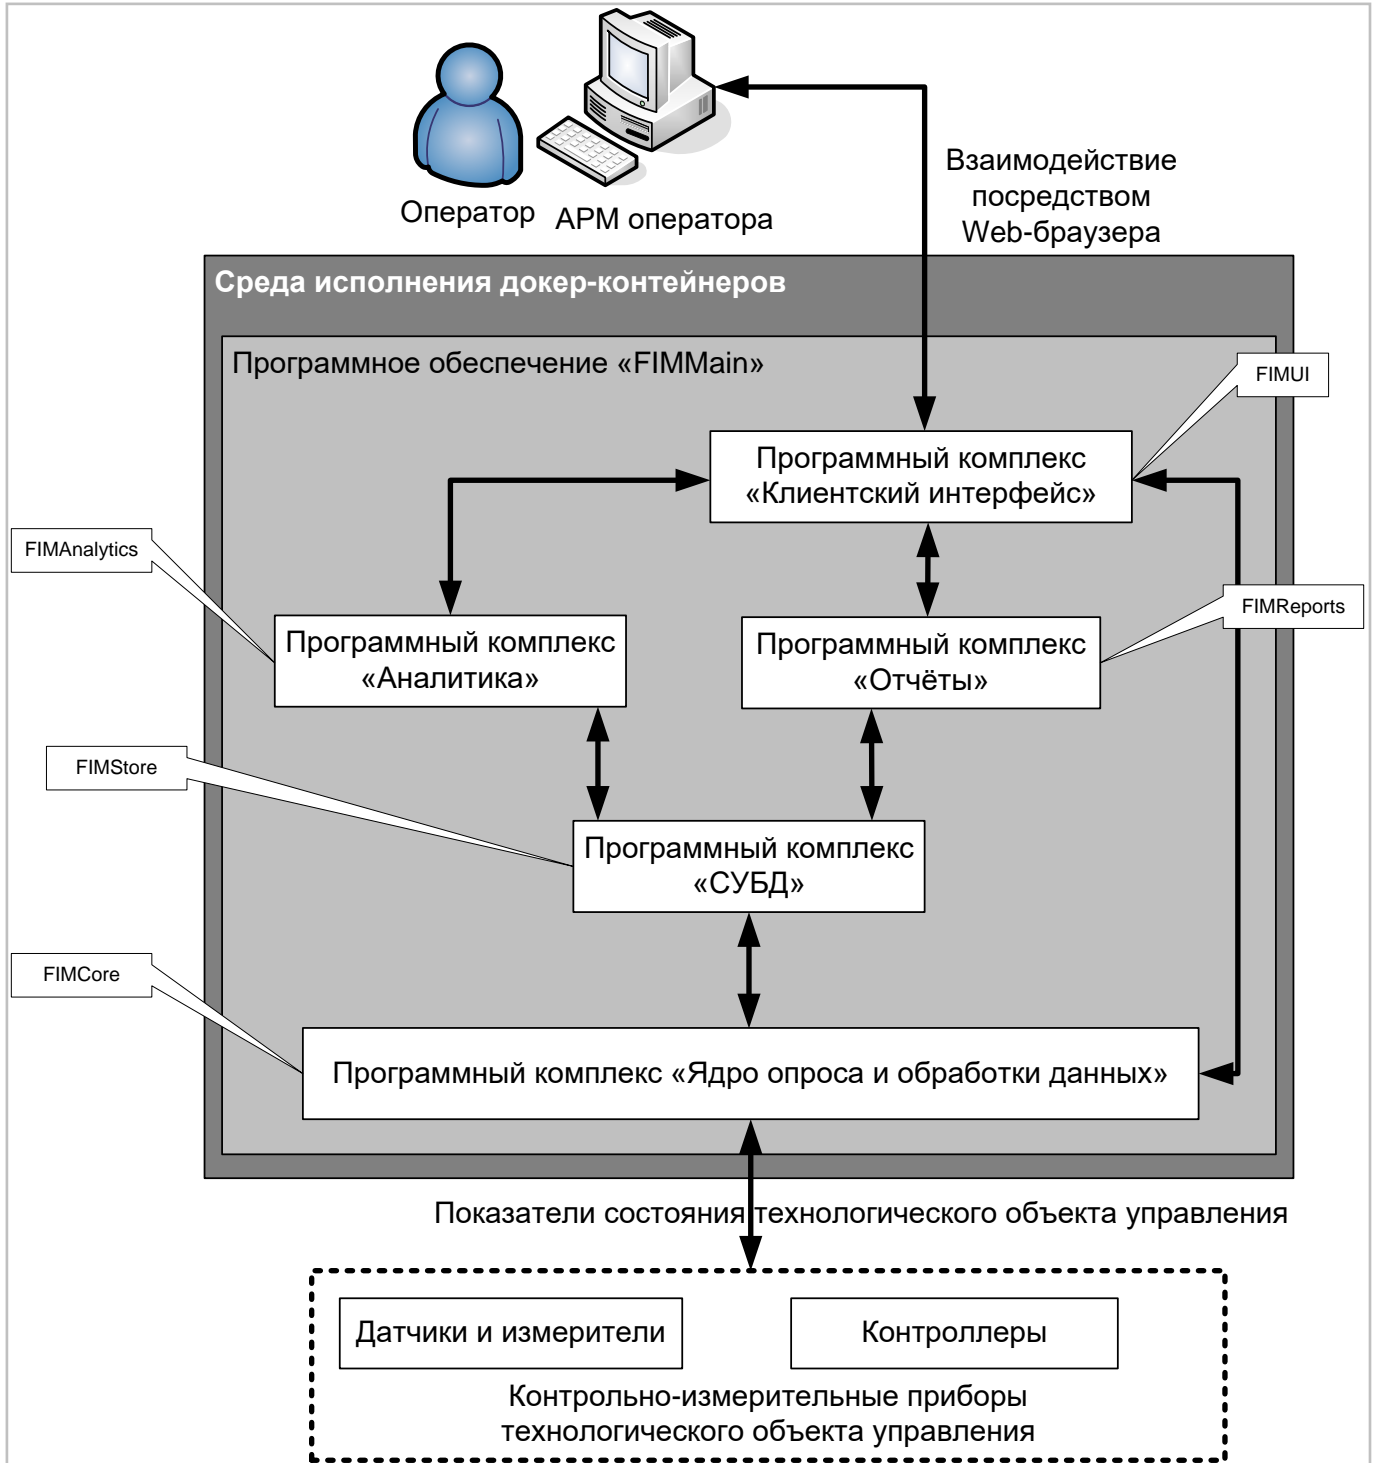 Оператор
АРМ оператора
Взаимодействие
посредством
Web-браузера
Среда исполнения докер-контейнеров
Программное обеспечение «FIMMain»
FIMUI
Программный комплекс
«Клиентский интерфейс»
FIMAnalytics
FIMReports
Программный комплекс
«Аналитика»
Программный комплекс
«Отчёты»
FIMStore
Программный комплекс
«СУБД»
FIMCore
Программный комплекс «Ядро опроса и обработки данных»
Показатели состояния технологического объекта управления
Датчики и измерители
Контроллеры
Контрольно-измерительные приборы
технологического объекта управления